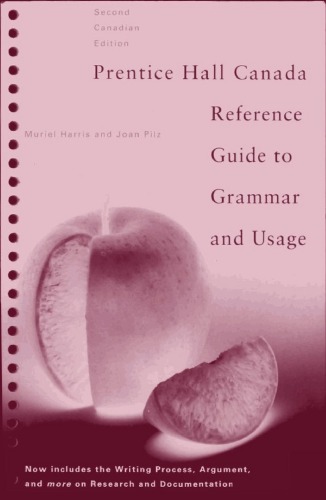 Second
Canadian
Edition
Prentice Hall Canada
Reference
Guide to
Grammar
and Usage
Muriel Harris and Joan Pilz
Now includes the Writing Process, Argument,
and more on Research and Documentation